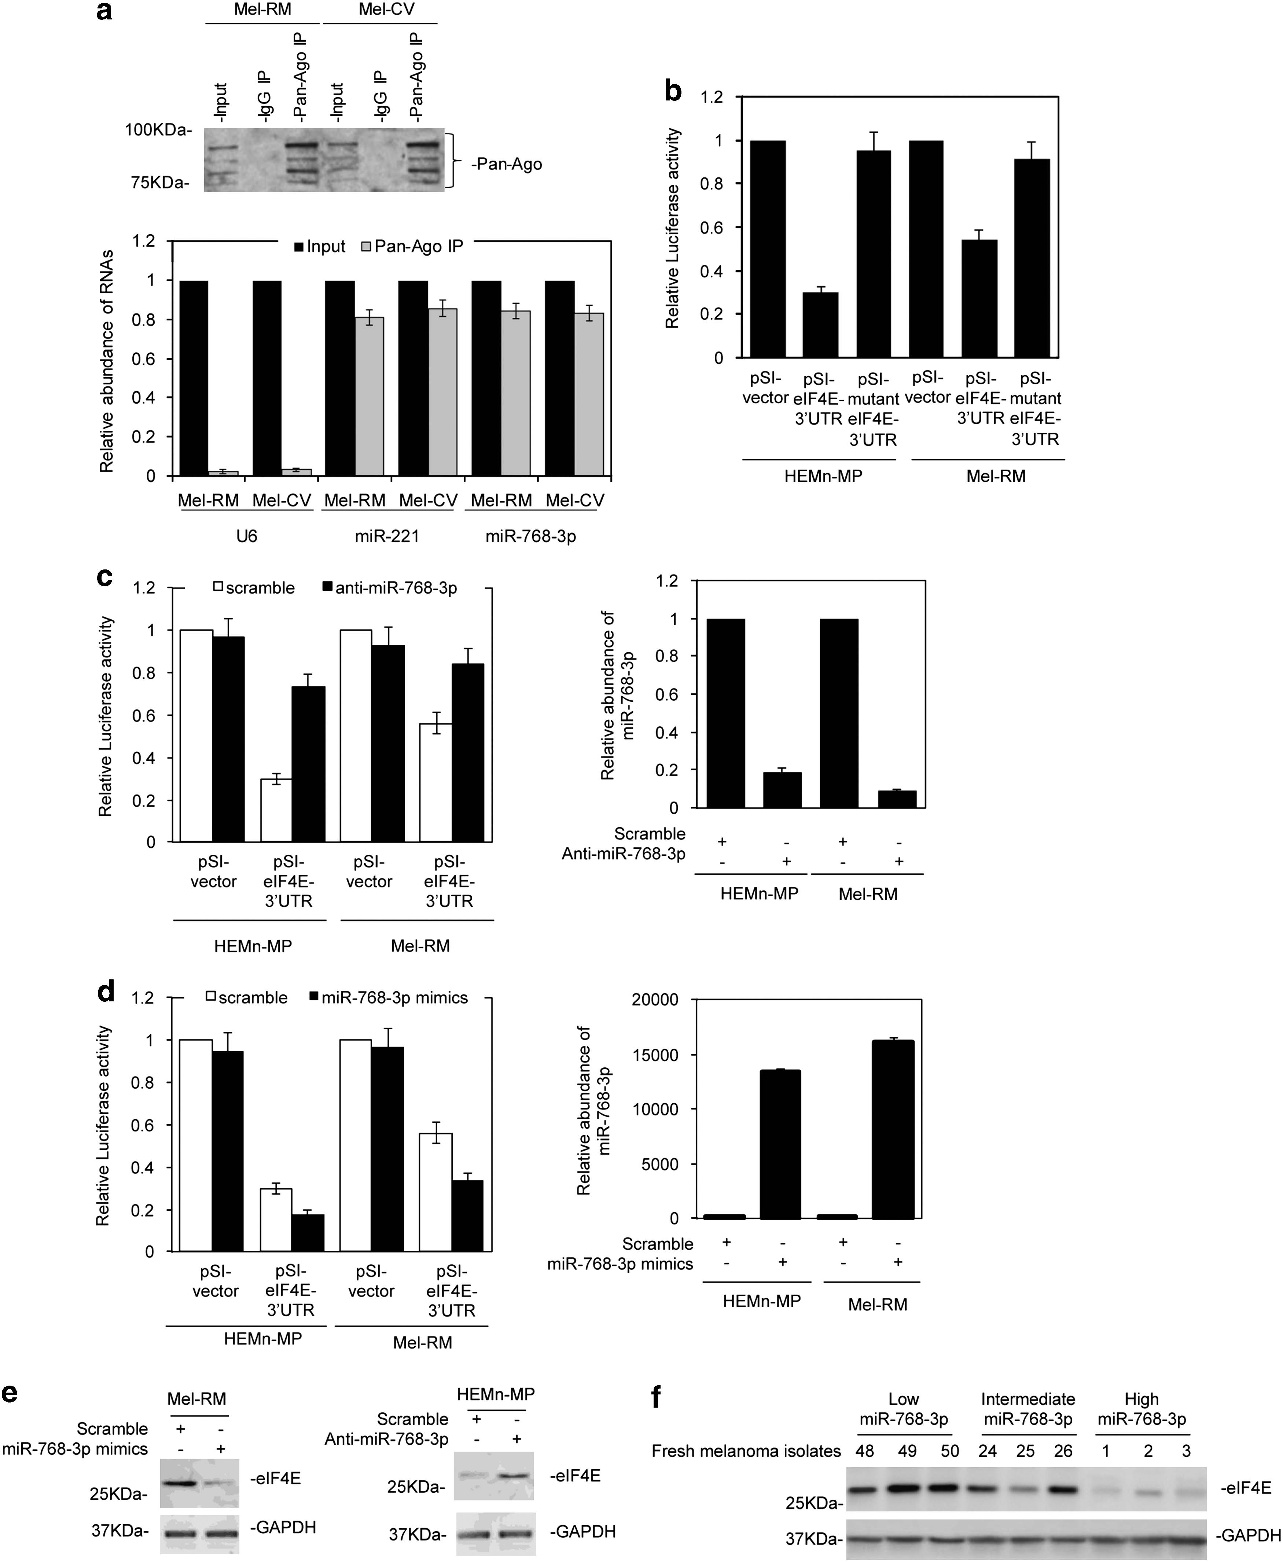 a
Mel-RM Mel-CV
-Input -IgG IP -Pan-Ago IP -Input -IgG IP -Pan-Ago IP
100KDa-
75KDa-
-Pan-Ago
Relative abundance of RNAs
Input Pan-Ago IP
1.2
1
0.8
0.6
0.4
0.2
0
Mel-RM Mel-CV Mel-RM Mel-CV Mel-RM Mel-CV
U6 miR-221 miR-768-3p
b
Relative Luciferase activity
1.2
1
0.8
0.6
0.4
0.2
0
pSI- pSI- pSI- pSI- pSI- pSI-
vector eIF4E- mutant vector eIF4E- mutant
3'UTR eIF4E- 3'UTR eIF4E-
3'UTR 3'UTR
HEMn-MP Mel-RM
c
scramble anti-miR-768-3p
Relative Luciferase activity
1.2
1
0.8
0.6
0.4
0.2
0
pSI- pSI- pSI- pSI-
vector eIF4E- vector eIF4E-
3'UTR 3'UTR
HEMn-MP Mel-RM
Relative abundance of
miR-768-3p
1.2
1
0.8
0.6
0.4
0.2
0
Scramble + - + -
Anti-miR-768-3p - + - +
HEMn-MP Mel-RM
d
scramble miR-768-3p mimics
Relative Luciferase activity
1.2
1
0.8
0.6
0.4
0.2
0
pSI- pSI- pSI- pSI-
vector eIF4E- vector eIF4E-
3'UTR 3'UTR
HEMn-MP Mel-RM
Relative abundance of
miR-768-3p
20000
15000
10000
5000
0
Scramble + - + -
miR-768-3p mimics - + - +
HEMn-MP Mel-RM
e
Mel-RM
Scramble + -
miR-768-3p mimics - +
-eIF4E
25KDa-
37KDa-
-GAPDH
HEMn-MP
Scramble + -
Anti-miR-768-3p - +
-eIF4E
25KDa-
37KDa-
-GAPDH
f
Low Intermediate High
miR-768-3p miR-768-3p miR-768-3p
Fresh melanoma isolates 48 49 50 24 25 26 1 2 3
-eIF4E
25KDa-
37KDa-
-GAPDH